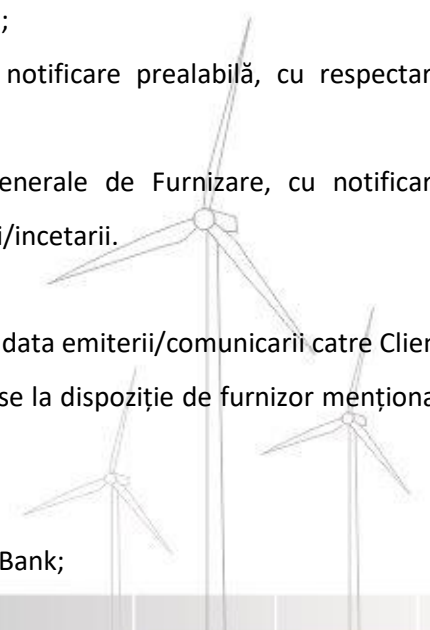 ;
notificare prealabilă, cu respectar
enerale de Furnizare, cu notificar
i/incetarii.
data emiterii/comunicarii catre Clien
se la dispoziție de furnizor menționa
Bank;